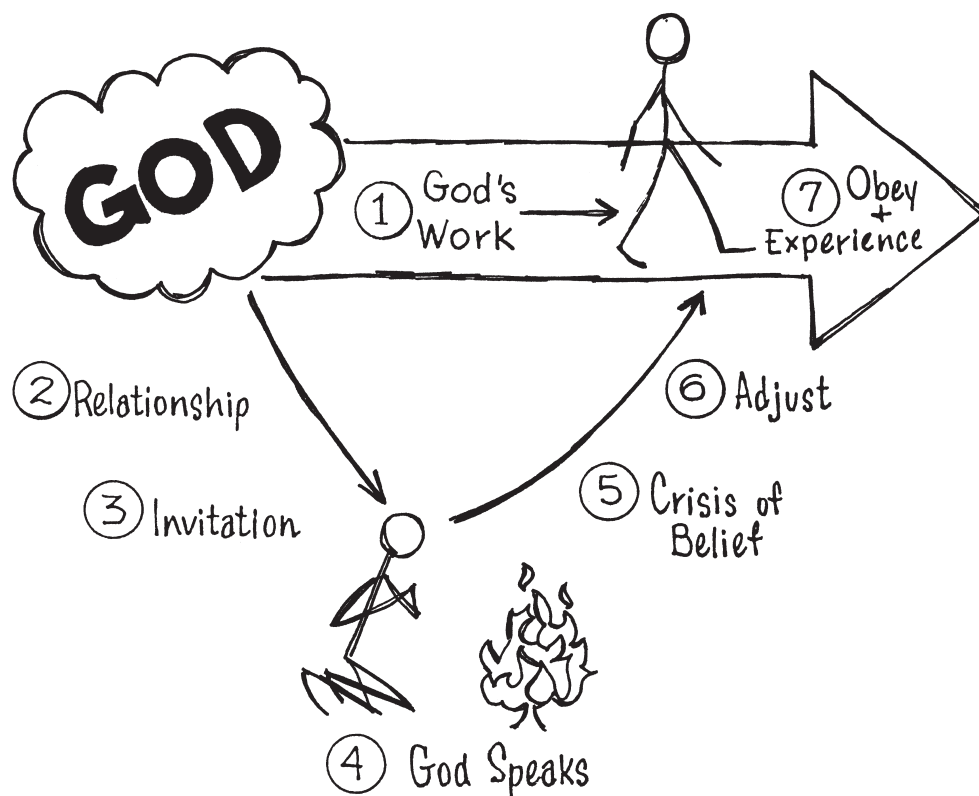 GOD
1 God's
Work
7 Obey
+
Experience
2 Relationship
3 Invitation
4 God Speaks
5 Crisis of
Belief
6 Adjust